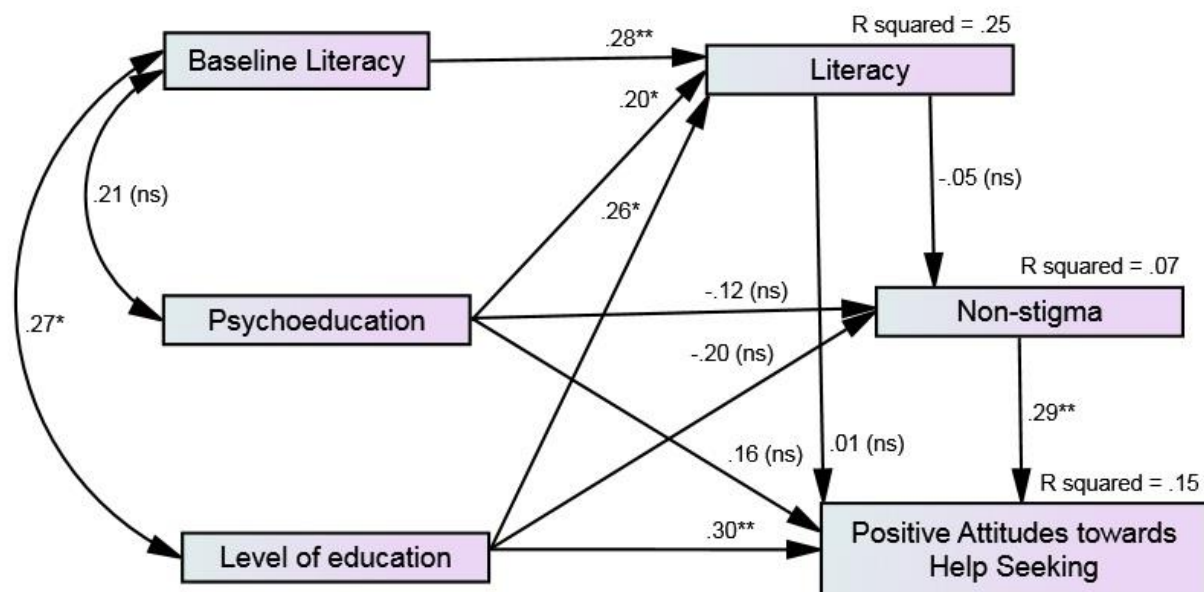 R squared = .25
Baseline Literacy
.28**
Literacy
.20*
.21 (ns)
-.05 (ns)
.26*
R squared = .07
-.12 (ns)
Psychoeducation
Non-stigma
.27*
-.20 (ns)
.29**
.16 (ns)
.01 (ns)
R squared = .15
.30**
Level of education
Positive Attitudes towards
Help Seeking